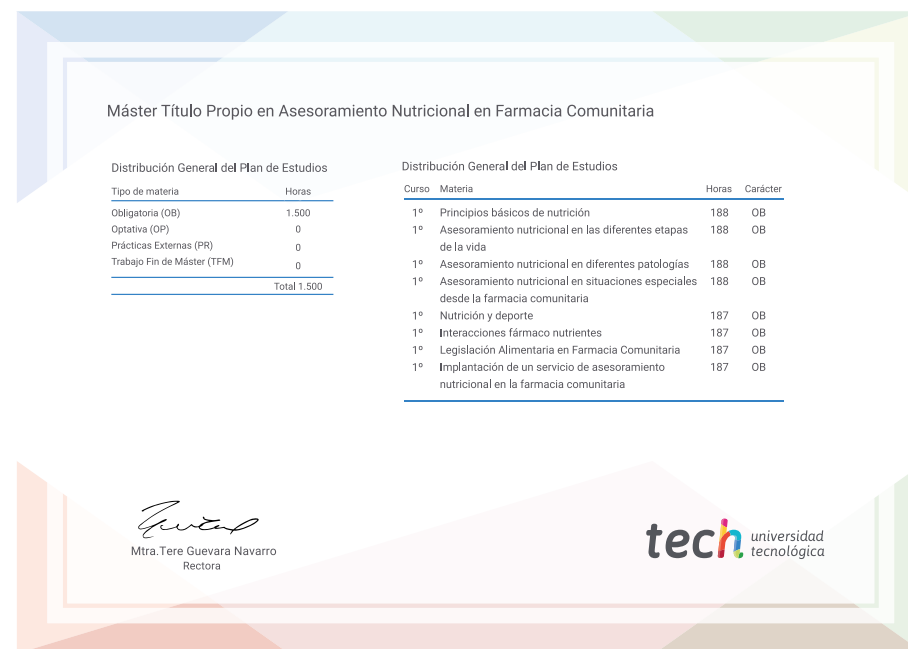 Máster Título Propio en Asesoramiento Nutricional en Farmacia Comunitaria
Distribución General del Plan de Estudios
Tipo de materia Horas
Obligatoria (OB) 1.500
Optativa (OP) 0
Prácticas Externas (PR) 0
Trabajo Fin de Máster (TFM) 0
Total 1.500
Distribución General del Plan de Estudios
Curso Materia Horas Carácter
1º Principios básicos de nutrición 188 OB
1º Asesoramiento nutricional en las diferentes etapas 188 OB
de la vida
1º Asesoramiento nutricional en diferentes patologías 188 OB
1º Asesoramiento nutricional en situaciones especiales 188 OB
desde la farmacia comunitaria
1º Nutrición y deporte 187 OB
1º Interacciones fármaco nutrientes 187 OB
1º Legislación Alimentaria en Farmacia Comunitaria 187 OB
1º Implantación de un servicio de asesoramiento 187 OB
nutricional en la farmacia comunitaria
Mtra.Tere Guevara Navarro
Rectora
tech universidad
tecnológica